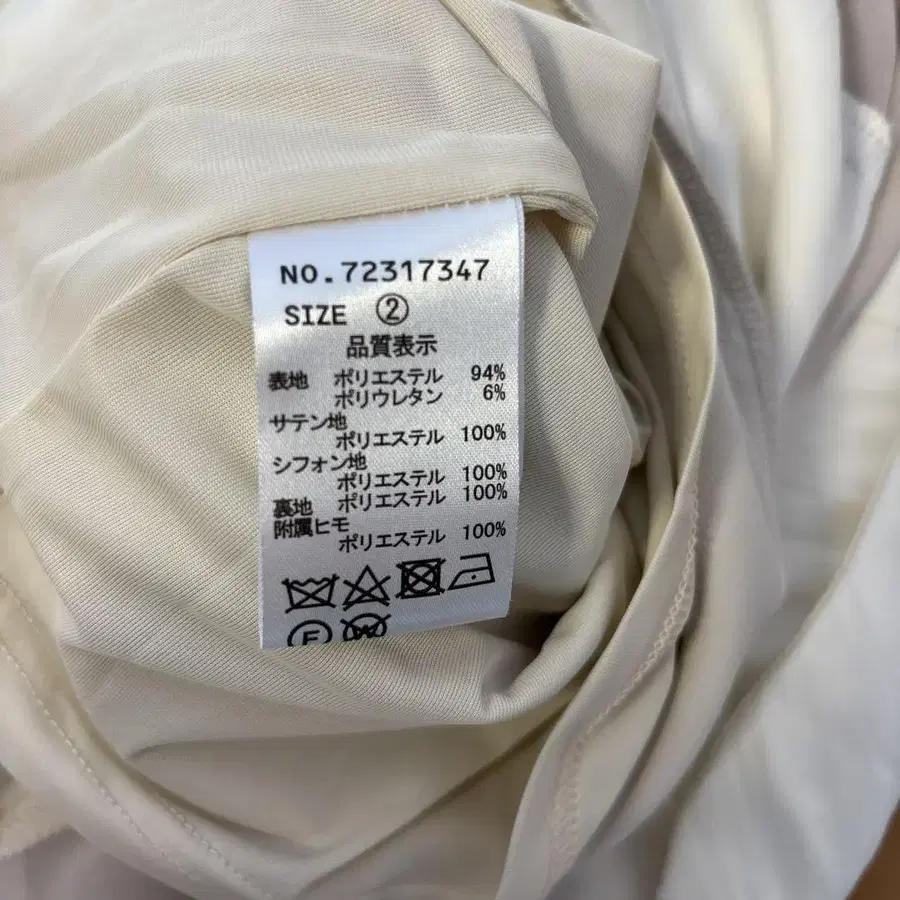 NO.72317347
SIZE ②
品質表示
表地 ポリエステル 94%
ポリウレタン 6%
サテン地
ポリエステル 100%
シフォン地
ポリエステル 100%
裏地 ポリエステル 100%
附属ヒモ
ポリエステル 100%
F W